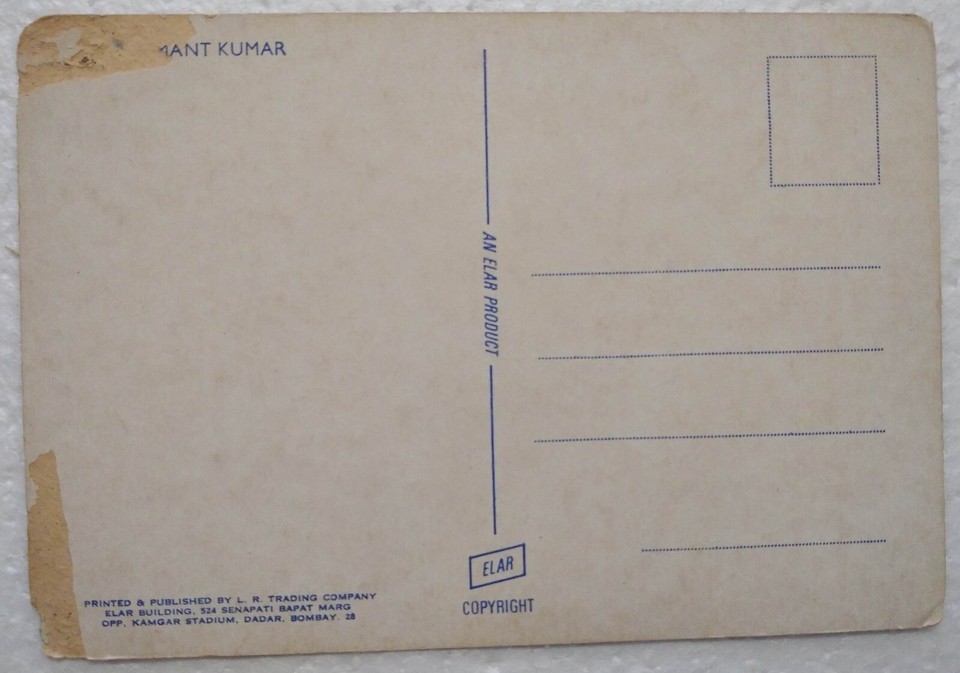 MANT KUMAR
AN ELAR PRODUCT
ELAR
COPYRIGHT
PRINTED & PUBLISHED BY L. R. TRADING COMPANY
ELAR BUILDING, 524 SENAPATI BAPAT MARG
OPP. KAMGAR STADIUM, DADAR, BOMBAY. 28